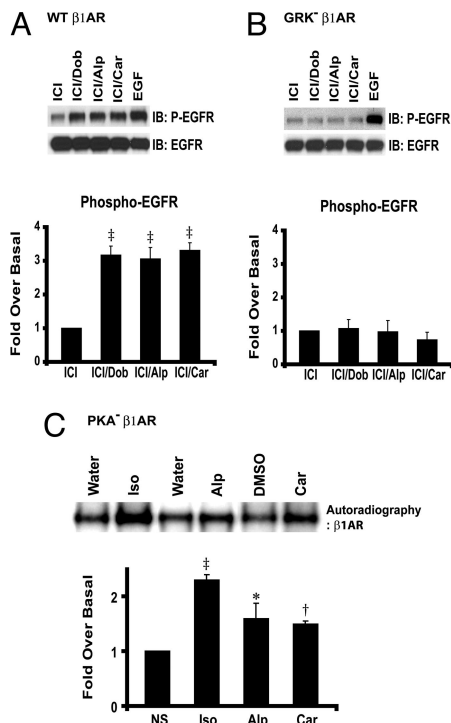 A WT β1AR
ICI ICI/Dob ICI/Alp ICI/Car EGF
IB: P-EGFR
IB: EGFR
Phospho-EGFR
Fold Over Basal
4
3
2
1
0
‡ ‡ ‡
ICI ICI/Dob ICI/Alp ICI/Car
B GRK- β1AR
ICI ICI/Dob ICI/Alp ICI/Car EGF
IB: P-EGFR
IB: EGFR
Phospho-EGFR
Fold Over Basal
4
3
2
1
0
ICI ICI/Dob ICI/Alp ICI/Car
C PKA- β1AR
Water Iso Water Alp DMSO Car
Autoradiography
: β1AR
Fold Over Basal
2
1
0
‡ * †
NS Iso Alp Car